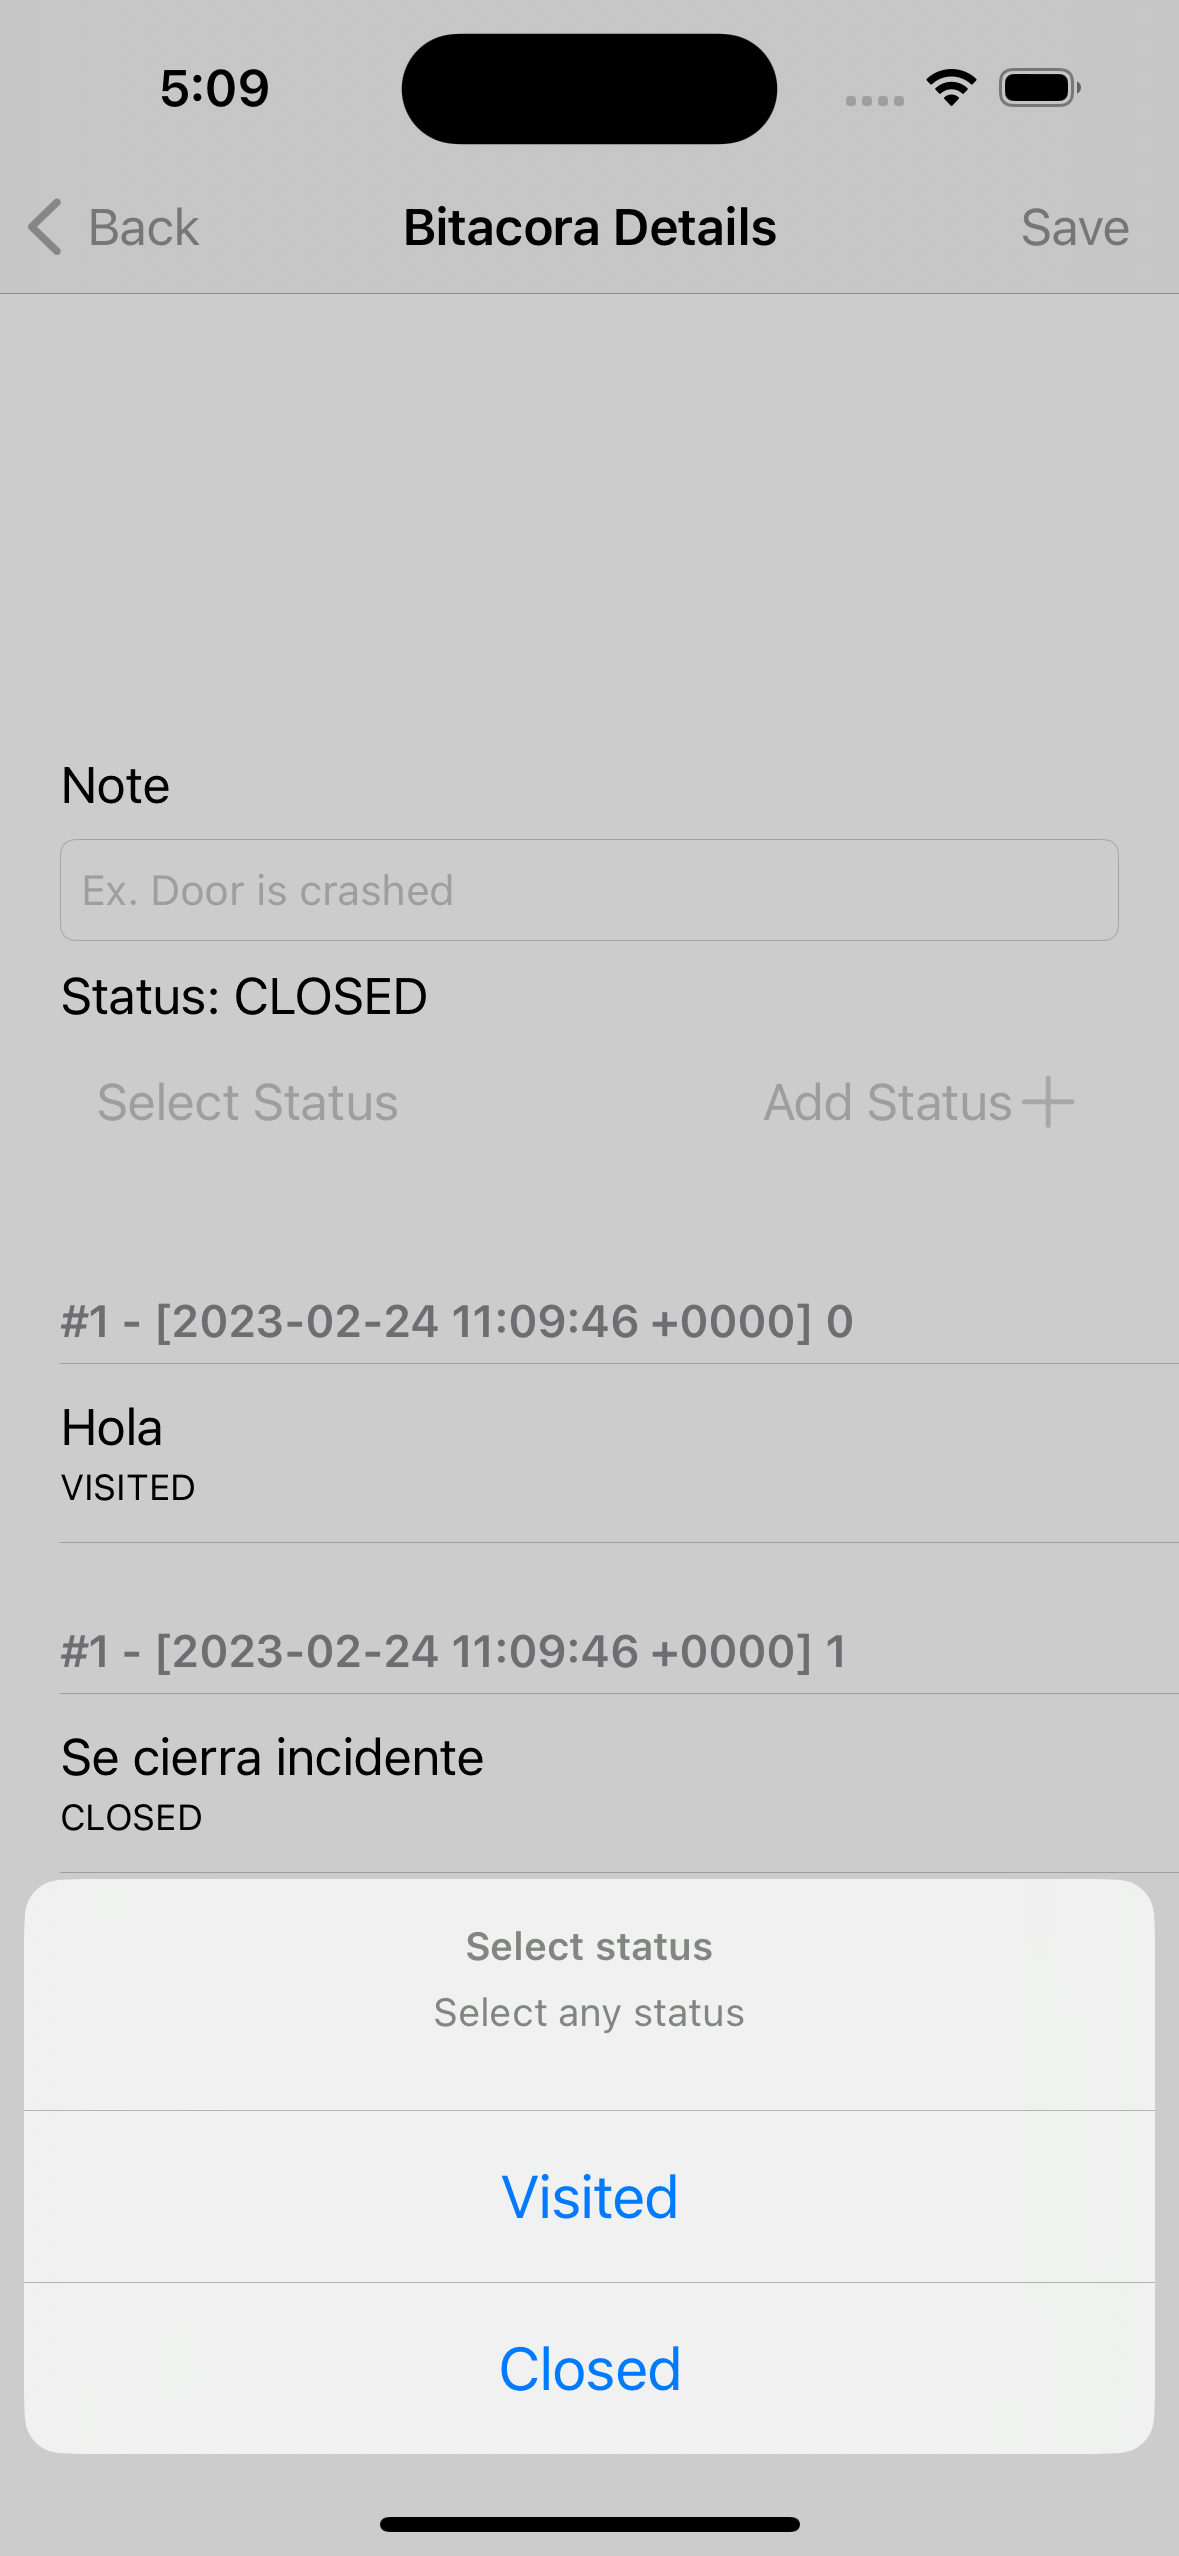 5:09
Back
Bitacora Details
Save
Note
Ex. Door is crashed
Status: CLOSED
Select Status
Add Status
#1 - [2023-02-24 11:09:46 +0000] 0
Hola
VISITED
#1 - [2023-02-24 11:09:46 +0000] 1
Se cierra incidente
CLOSED
Select status
Select any status
Visited
Closed